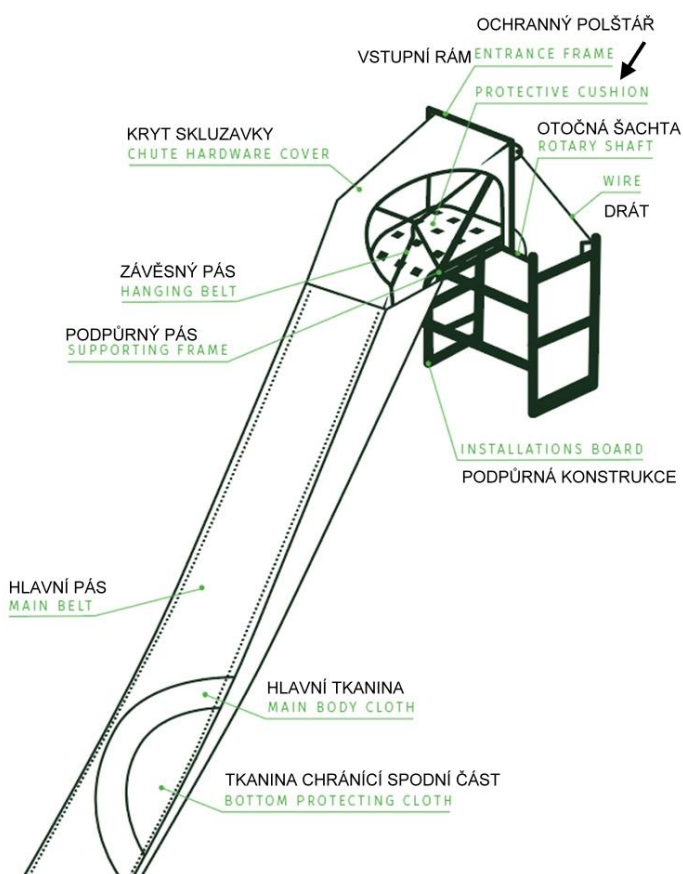 OCHRANNÝ POLŠTÁŘ
VSTUPNÍ RÁM ENTRANCE FRAME
PROTECTIVE CUSHION
KRYT SKLUZAVKY
CHUTE HARDWARE COVER
OTOČNÁ ŠACHTA
ROTARY SHAFT
WIRE
DRÁT
ZÁVĚSNÝ PÁS
HANGING BELT
PODPŮRNÝ PÁS
SUPPORTING FRAME
INSTALLATIONS BOARD
PODPŮRNÁ KONSTRUKCE
HLAVNÍ PÁS
MAIN BELT
HLAVNÍ TKANINA
MAIN BODY CLOTH
TKANINA CHRÁNÍCÍ SPODNÍ ČÁST
BOTTOM PROTECTING CLOTH